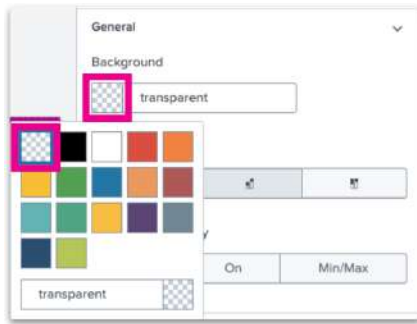 General
Background
transparent
y
On Min/Max
transparent